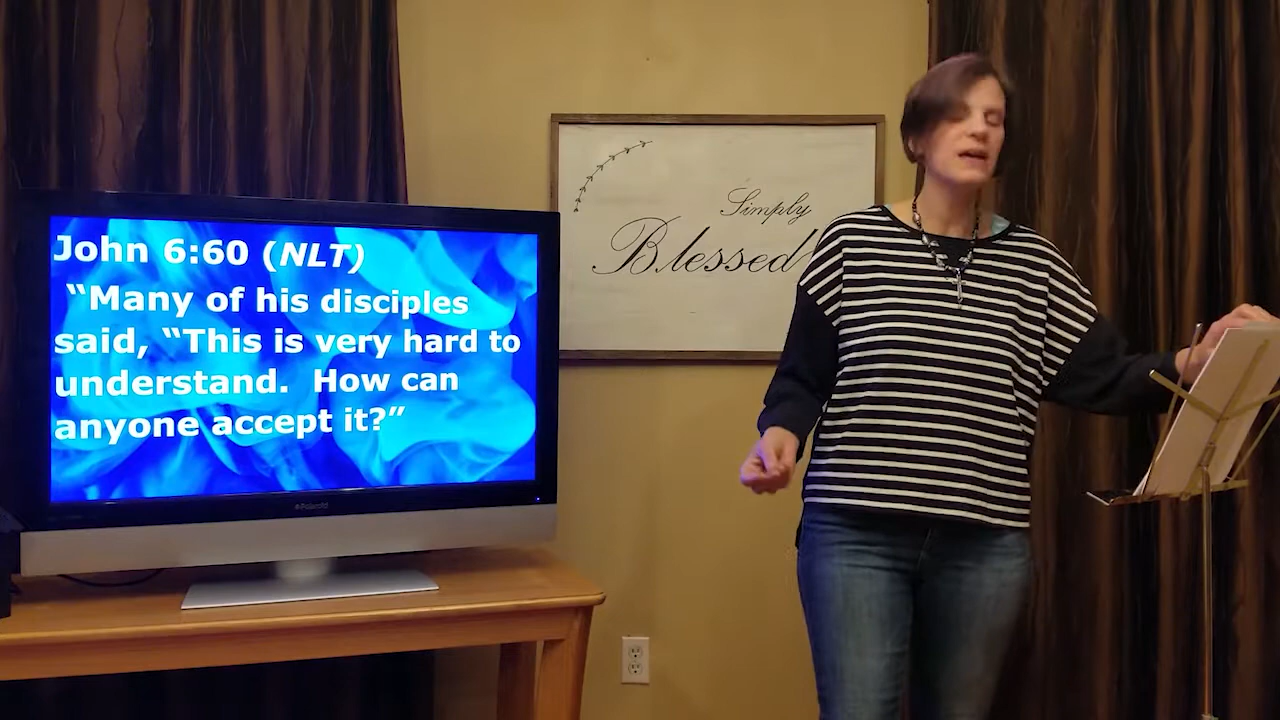 John 6:60 (NLT)
“Many of his disciples
said, “This is very hard to
understand.  How can
anyone accept it?”
Polaroid
Simply
Blessed